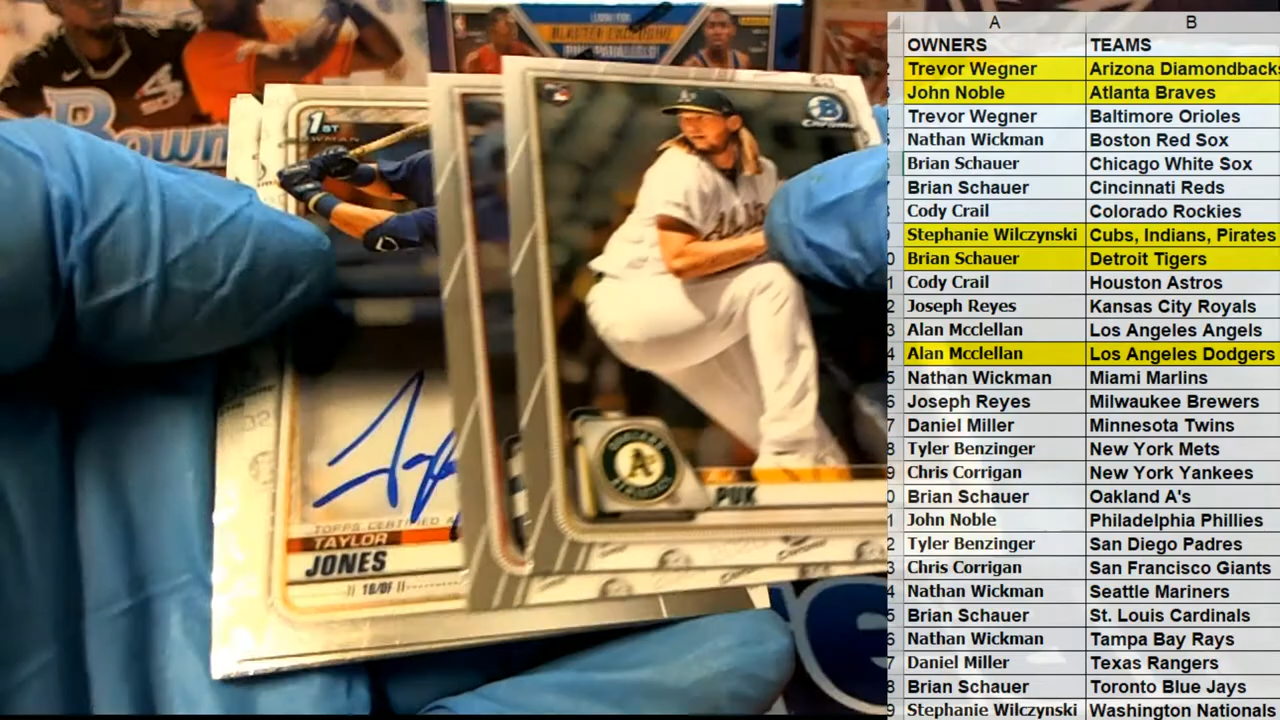 A B
OWNERS TEAMS
Trevor Wegner Arizona Diamondbacks
John Noble Atlanta Braves
Trevor Wegner Baltimore Orioles
Nathan Wickman Boston Red Sox
Brian Schauer Chicago White Sox
Brian Schauer Cincinnati Reds
Cody Crail Colorado Rockies
Stephanie Wilczynski Cubs, Indians, Pirates
Brian Schauer Detroit Tigers
Cody Crail Houston Astros
Joseph Reyes Kansas City Royals
Alan Mcclellan Los Angeles Angels
Alan Mcclellan Los Angeles Dodgers
Nathan Wickman Miami Marlins
Joseph Reyes Milwaukee Brewers
Daniel Miller Minnesota Twins
Tyler Benzinger New York Mets
Chris Corrigan New York Yankees
Brian Schauer Oakland A's
John Noble Philadelphia Phillies
Tyler Benzinger San Diego Padres
Chris Corrigan San Francisco Giants
Nathan Wickman Seattle Mariners
Brian Schauer St. Louis Cardinals
Nathan Wickman Tampa Bay Rays
Daniel Miller Texas Rangers
Brian Schauer Toronto Blue Jays
Stephanie Wilczynski Washington Nationals
Bown
1ST
CHROME
A's
PUK
TOPPS CERTIFIED A
TAYLOR
JONES
1B/OF